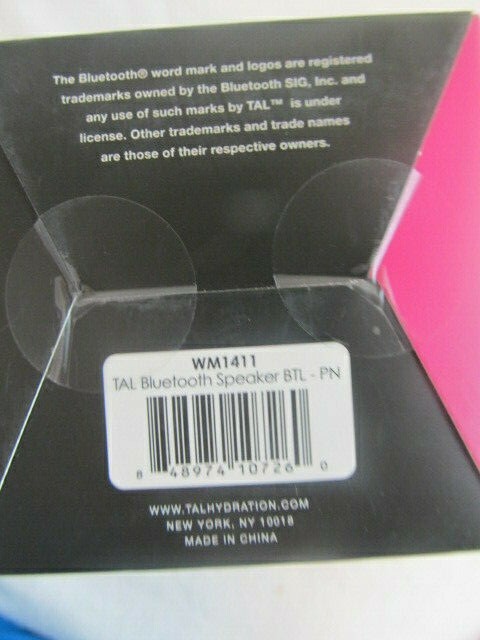 The Bluetooth® word mark and logos are registered
trademarks owned by the Bluetooth SIG, Inc. and
any use of such marks by TAL™ is under
license. Other trademarks and trade names
are those of their respective owners.
WM1411
TAL Bluetooth Speaker BTL - PN
8 48974 10726 0
WWW.TALHYDRATION.COM
NEW YORK, NY 10018
MADE IN CHINA